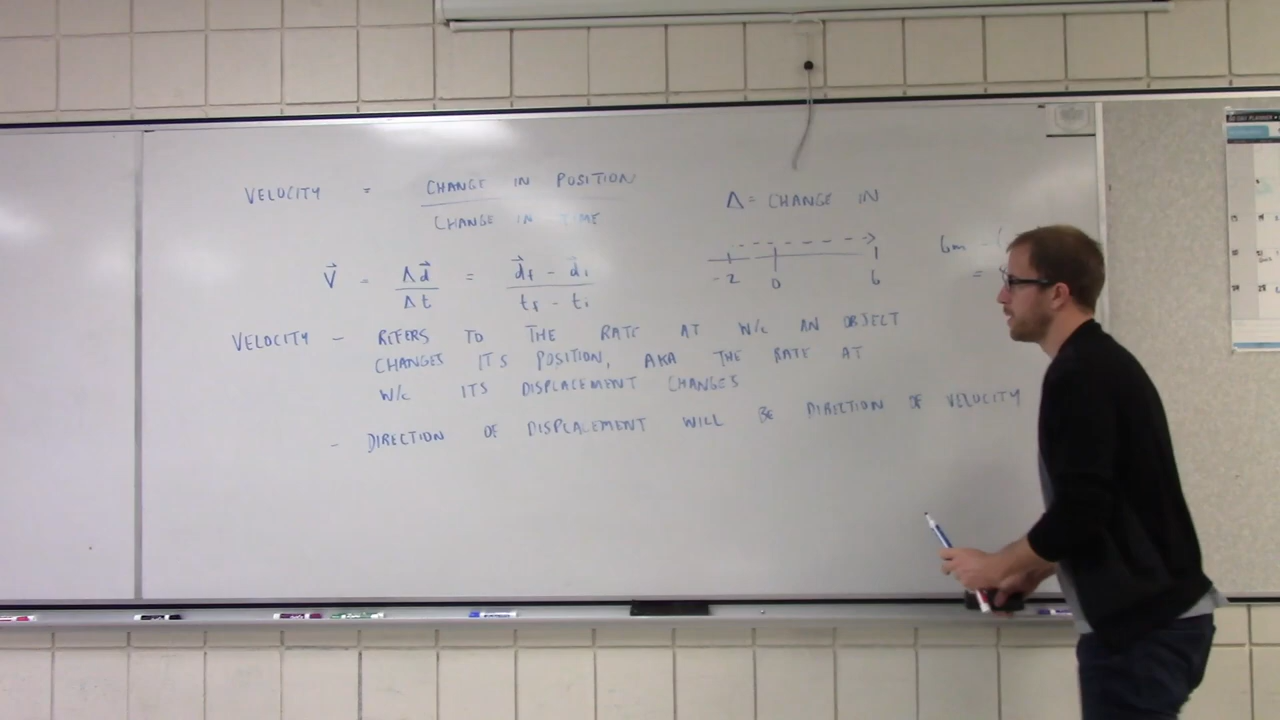 VELOCITY = CHANGE IN POSITION
CHANGE IN TIME
Δ = CHANGE IN
V⃗ = Δd⃗ / Δt = d⃗f - d⃗i / tf - ti
-2 0 6
6m -(
=
VELOCITY - REFERS TO THE RATE AT W/C AN OBJECT
CHANGES ITS POSITION, AKA THE RATE AT
W/C ITS DISPLACEMENT CHANGES
- DIRECTION OF DISPLACEMENT WILL BE DIRECTION OF VELOCITY